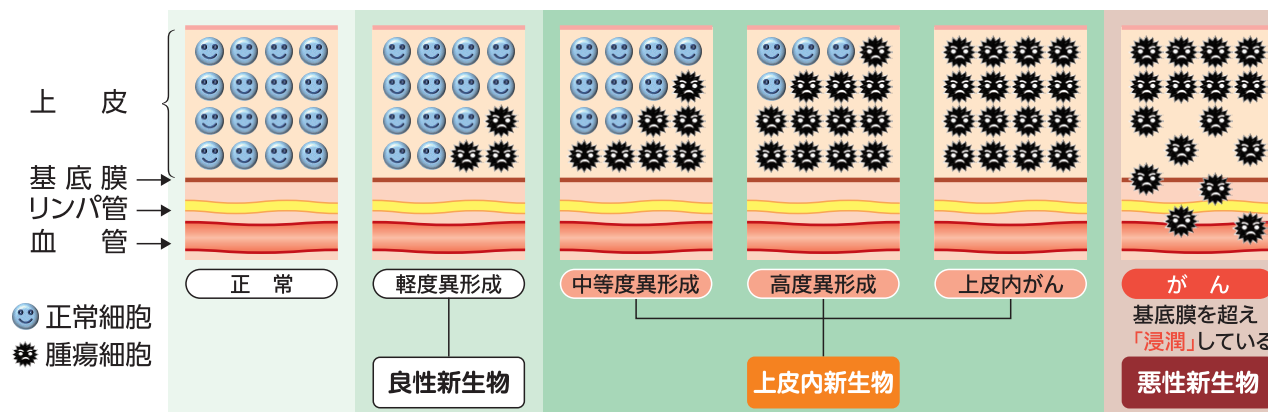 上皮
基底膜
リンパ管
血管
正常
軽度異形成
中等度異形成
高度異形成
上皮内がん
がん
基底膜を超え
「浸潤」している
正常細胞
腫瘍細胞
良性新生物
上皮内新生物
悪性新生物